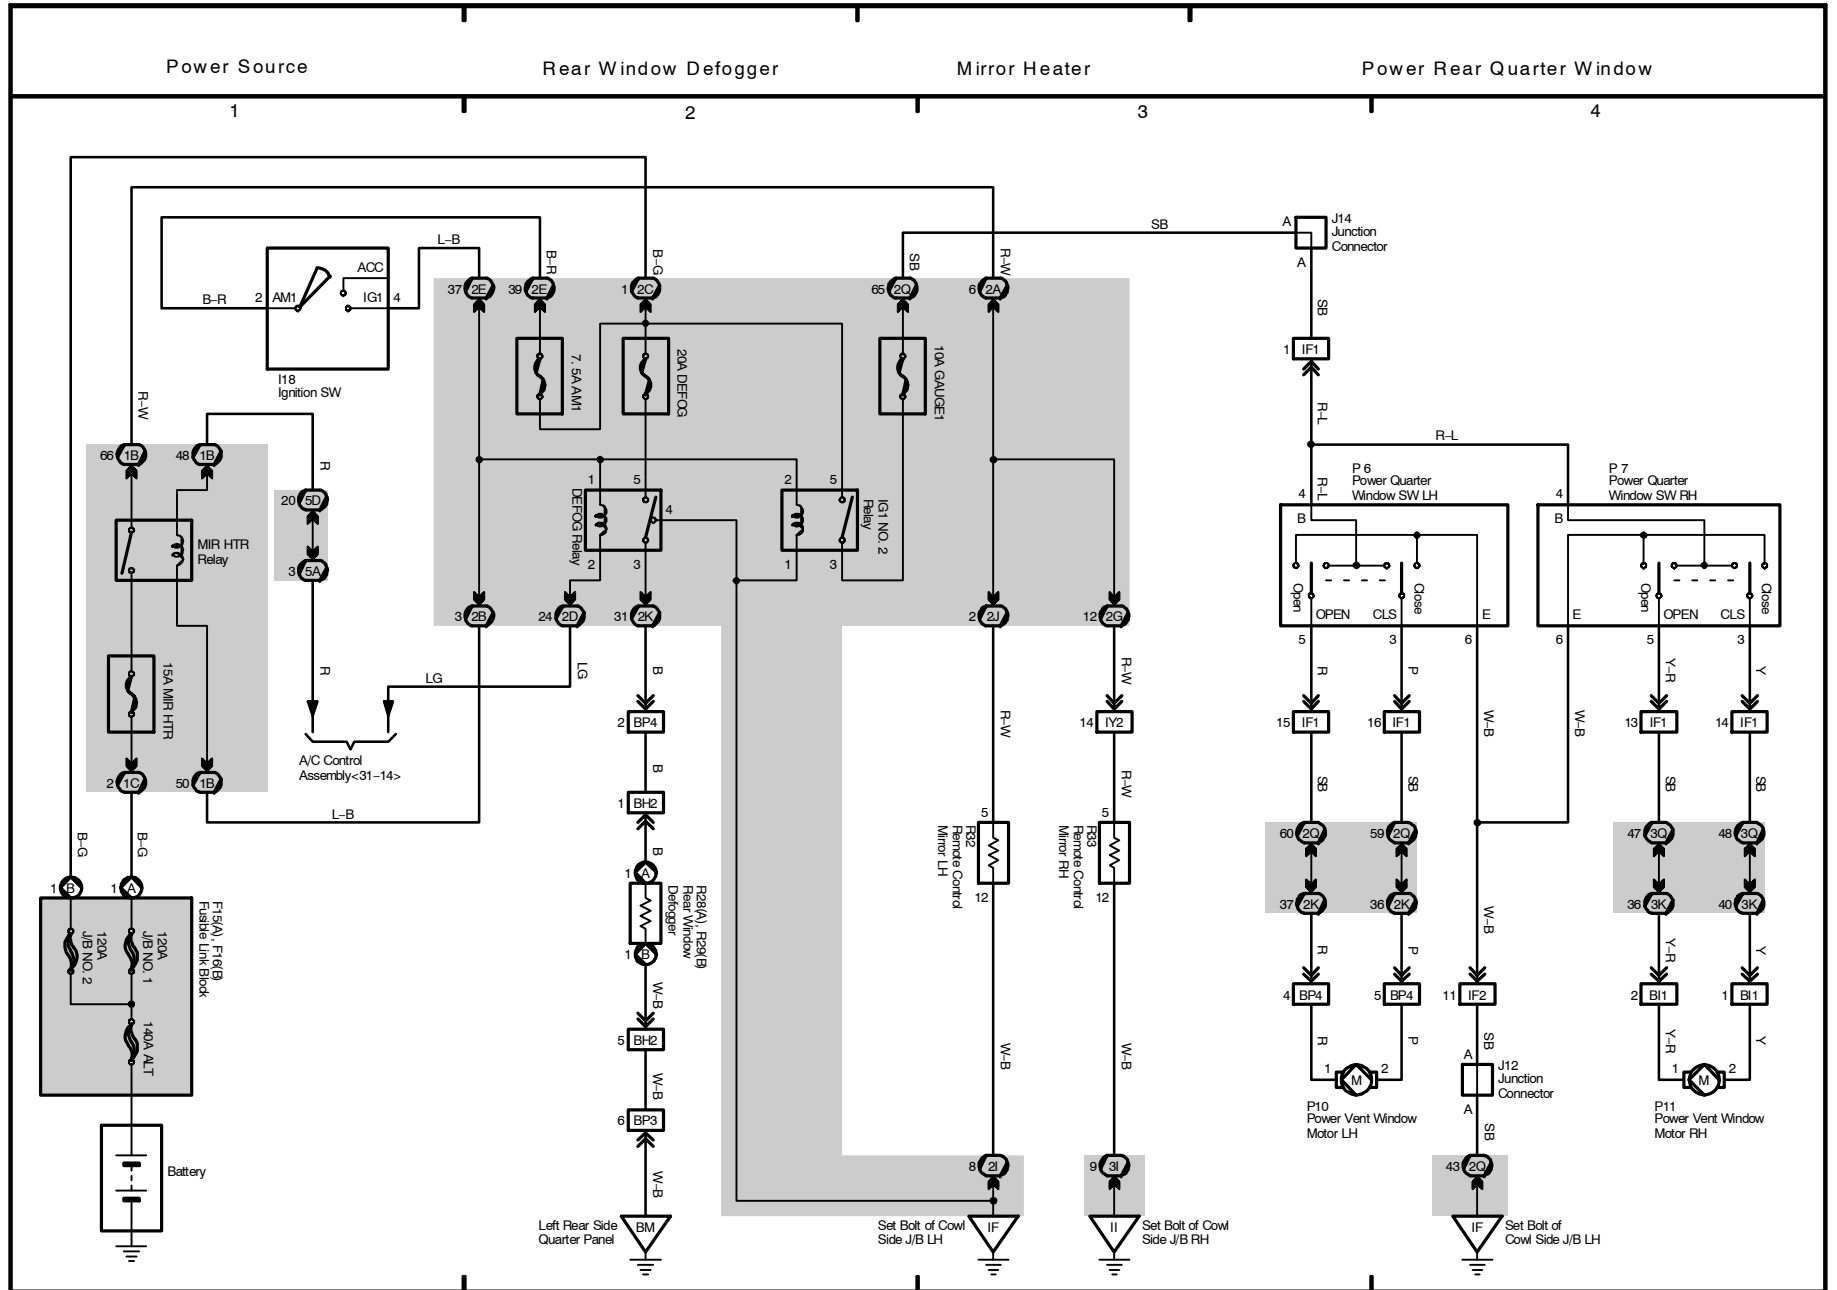 Power Source
Rear Window Defogger
Mirror Heater
Power Rear Quarter Window
1
2
3
4
SB
A
J14
Junction
Connector
A
L–B
B–R
B–G
SB
R–W
ACC
B–R
2
AM1
IG1
4
37
2E
39
2E
1
2C
65
2Q
6
2A
SB
I18
Ignition SW
7. 5A AM1
20A DEFOG
10A GAUGE1
1
IF1
R–W
R–L
R–L
66
1B
48
1B
R
20
5D
3
5A
MIR HTR
Relay
1
5
4
2
3
DEFOG Relay
2
5
1
3
IG1 NO. 2
Relay
R–L
P 6
Power Quarter
Window SW LH
4
B
Open
Close
OPEN
CLS
E
5
3
6
P 7
Power Quarter
Window SW RH
4
B
Open
Close
E
OPEN
CLS
6
5
3
3
2B
24
2D
31
2K
2
2J
12
2G
15A MIR HTR
R
LG
LG
B
R–W
R–W
R
P
W–B
W–B
Y–R
Y
2
BP4
14
IY2
15
IF1
16
IF1
13
IF1
14
IF1
A/C Control
Assembly<31–14>
2
1C
50
1B
L–B
B
R–W
SB
SB
SB
SB
1
BH2
B–G
B–G
B
5
R32
Remote Control
Mirror LH
12
5
R33
Remote Control
Mirror RH
12
60
2Q
59
2Q
47
3Q
48
3Q
37
2K
36
2K
36
3K
40
3K
1
B
1
A
1
A
R28(A), R29(B)
Rear Window
Defogger
1
B
F15(A), F16(B)
Fusible Link Block
120A
J/B NO. 2
120A
J/B NO. 1
140A ALT
W–B
R
P
W–B
Y–R
Y
4
BP4
5
BP4
11
IF2
2
BI1
1
BI1
5
BH2
W–B
W–B
W–B
R
P
SB
Y–R
Y
A
J12
Junction
Connector
A
1
M
2
1
M
2
P10
Power Vent Window
Motor LH
P11
Power Vent Window
Motor RH
6
BP3
SB
Battery
W–B
8
2I
9
3I
43
2Q
Left Rear Side
Quarter Panel
BM
Set Bolt of Cowl
Side J/B LH
IF
II
Set Bolt of Cowl
Side J/B RH
IF
Set Bolt of
Cowl Side J/B LH